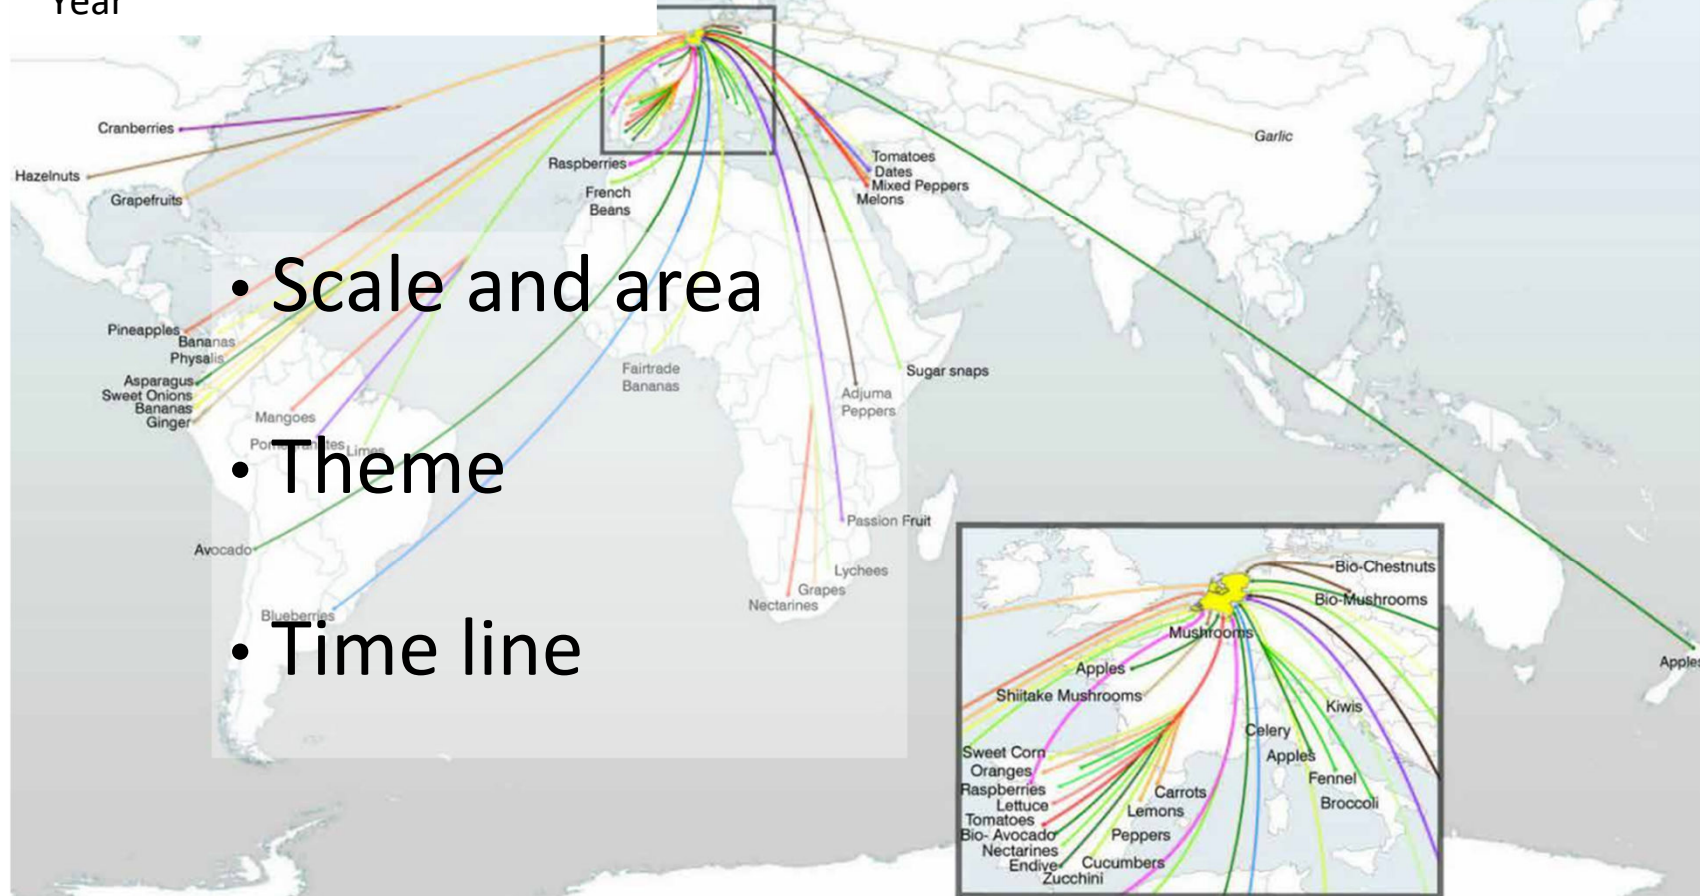 Year
Cranberries
Hazelnuts
Grapefruits
Raspberries
French
Beans
Tomatoes
Dates
Mixed Peppers
Melons
Garlic
• Scale and area
Pineapples
Bananas
Physalis
Asparagus
Sweet Onions
Bananas
Ginger
Mangoes
Pomegranates
Limes
Fairtrade
Bananas
Sugar snaps
Adjuma
Peppers
• Theme
Passion Fruit
Avocado
Lychees
Grapes
Nectarines
Blueberries
• Time line
Apples
Bio-Chestnuts
Bio-Mushrooms
Mushrooms
Apples
Shiitake Mushrooms
Kiwis
Celery
Apples
Fennel
Broccoli
Sweet Corn
Oranges
Raspberries
Lettuce
Tomatoes
Bio- Avocado
Nectarines
Endive
Zucchini
Carrots
Lemons
Peppers
Cucumbers